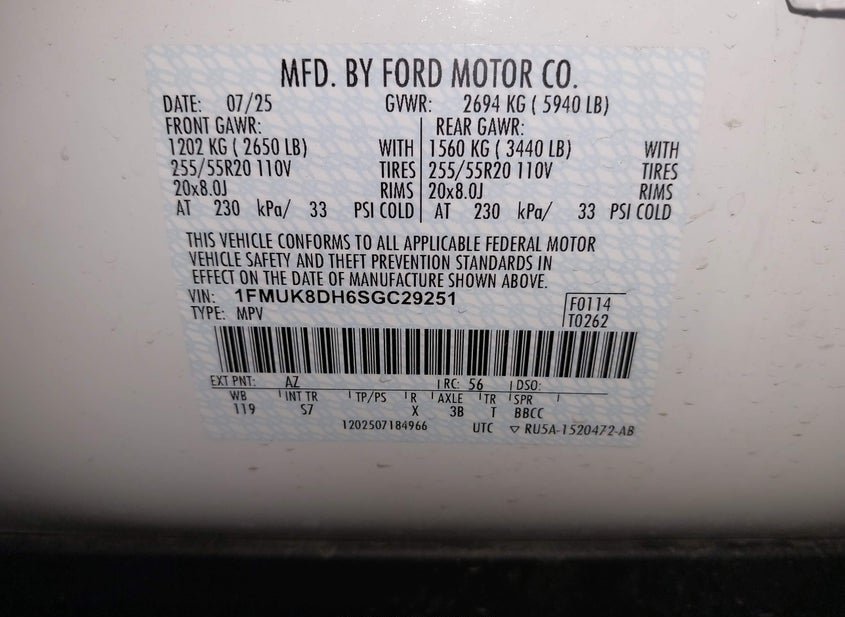 MFD. BY FORD MOTOR CO.
DATE: 07/25 GVWR: 2694 KG ( 5940 LB)
FRONT GAWR: REAR GAWR:
1202 KG ( 2650 LB) WITH 1560 KG ( 3440 LB) WITH
255/55R20 110V TIRES 255/55R20 110V TIRES
20x8.0J RIMS 20x8.0J RIMS
AT 230 kPa/ 33 PSI COLD AT 230 kPa/ 33 PSI COLD
THIS VEHICLE CONFORMS TO ALL APPLICABLE FEDERAL MOTOR
VEHICLE SAFETY AND THEFT PREVENTION STANDARDS IN
EFFECT ON THE DATE OF MANUFACTURE SHOWN ABOVE.
VIN: 1FMUK8DH6SGC29251 F0114
TYPE: MPV T0262
EXT PNT: AZ RC: 56 DSO:
WB INT TR TP/PS R AXLE TR SPR
119 S7 X 3B T BBCC
1202507184966 UTC ▽ RU5A-1520472-AB